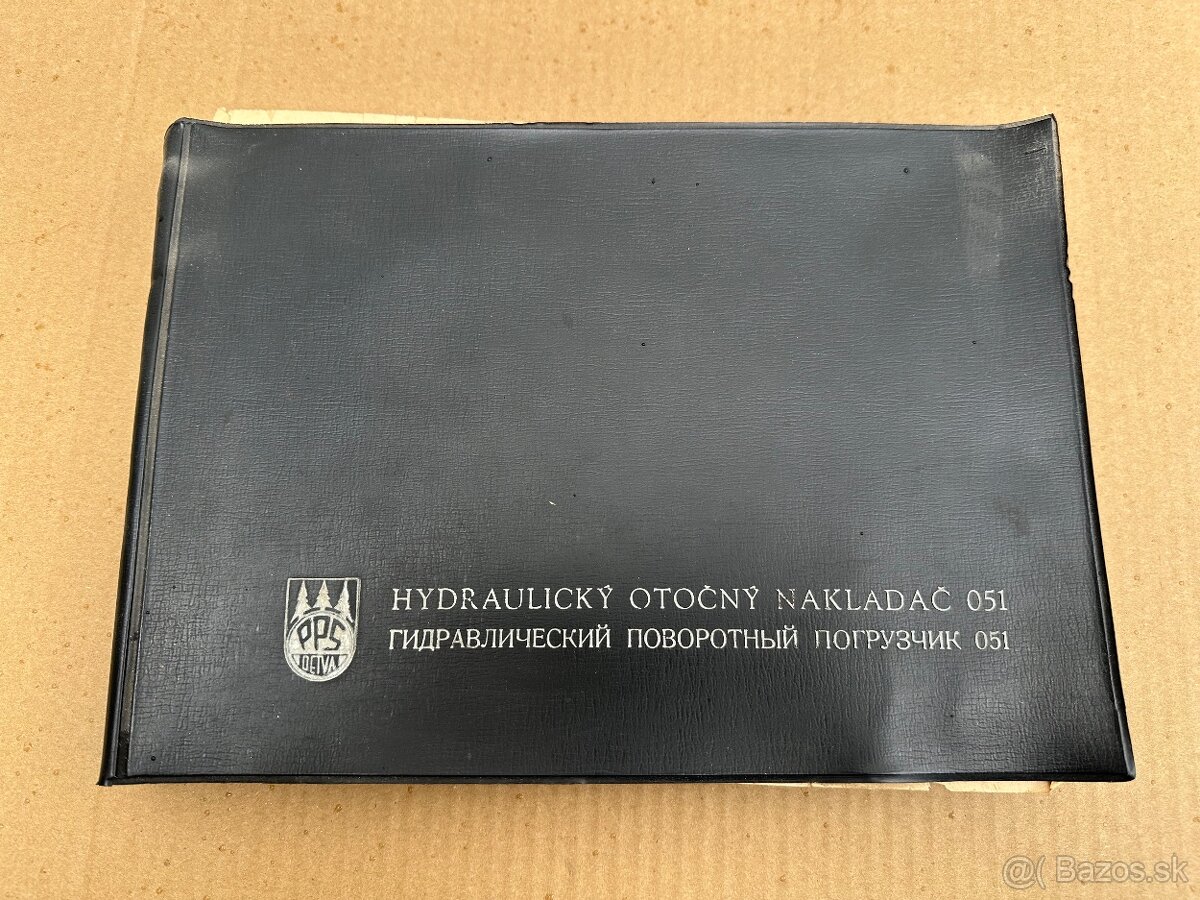 HYDRAULICKÝ OTOČNÝ NAKLADAČ 051
ГИДРАВЛИЧЕСКИЙ ПОВОРОТНЫЙ ПОГРУЗЧИК 051
PPS
DETVA
@( Bazos.sk